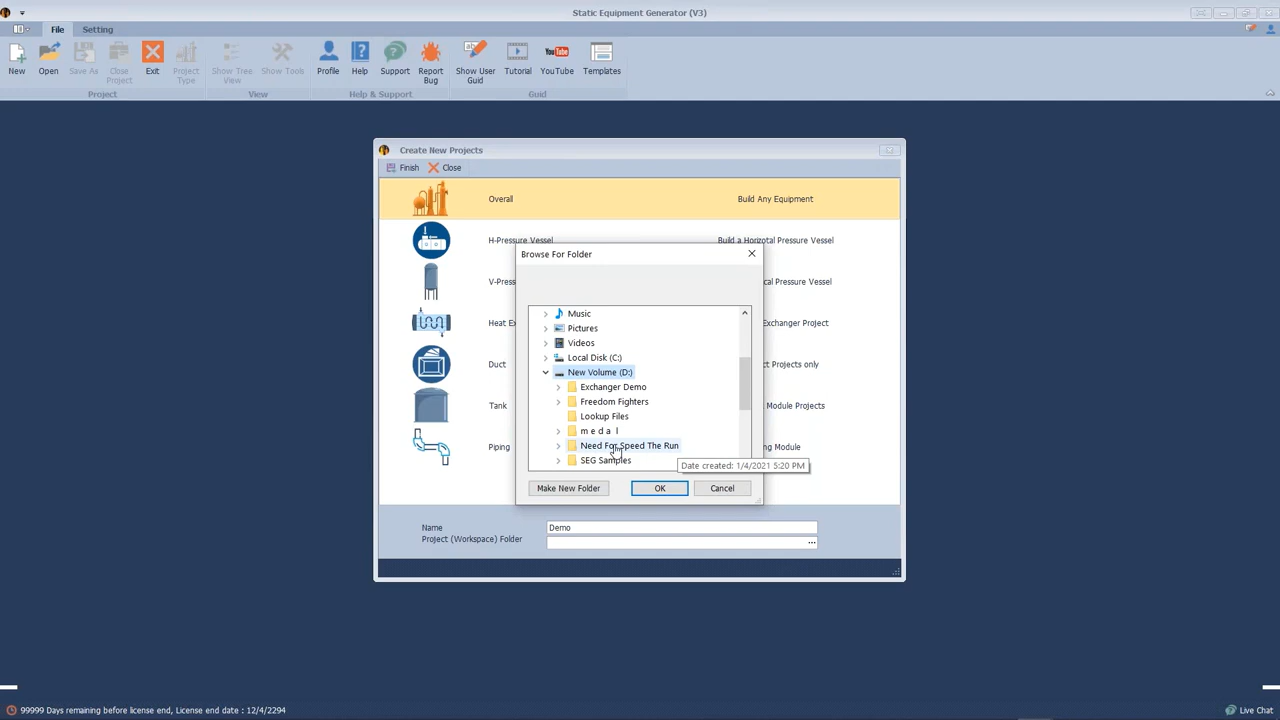 Static Equipment Generator (V3)
File Setting
New Open Save As Close Project Exit Project Type Show Tree View Show Tools Profile Help Support Report Bug Show User Guid Tutorial YouTube Templates
Project View Help & Support Guid
Create New Projects
Finish Close
Overall Build Any Equipment
H-Pressure Vessel Build a Horizotal Pressure Vessel
V-Press cal Pressure Vessel
Heat Ex Exchanger Project
Duct ct Projects only
Tank Module Projects
Piping ng Module
Browse For Folder
Music
Pictures
Videos
Local Disk (C:)
New Volume (D:)
Exchanger Demo
Freedom Fighters
Lookup Files
m e d a l
Need For Speed The Run
SEG Samples
Date created: 1/4/2021 5:20 PM
Make New Folder OK Cancel
Name Demo
Project (Workspace) Folder ...
99999 Days remaining before license end, License end date : 12/4/2294
Live Chat